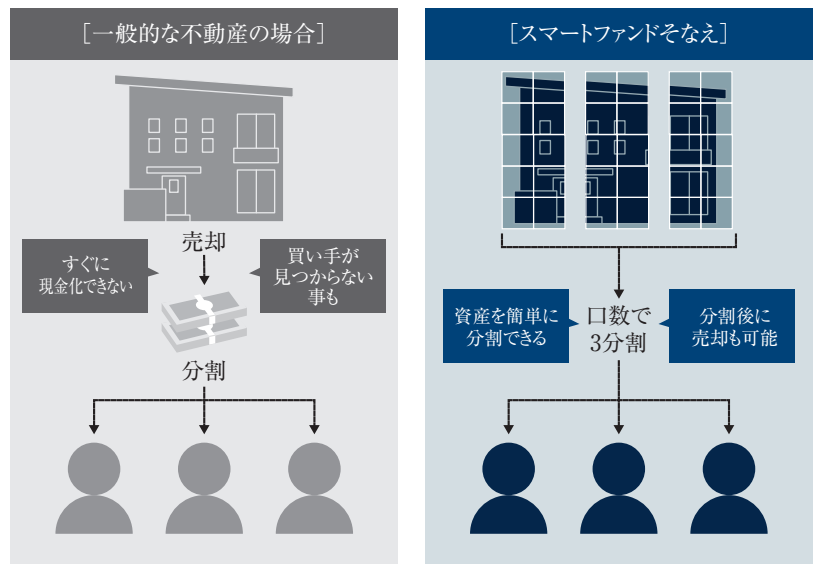 ［一般的な不動産の場合］
売却
すぐに
現金化できない
買い手が
見つからない
事も
分割
［スマートファンドそなえ］
資産を簡単に
分割できる
口数で
3分割
分割後に
売却も可能